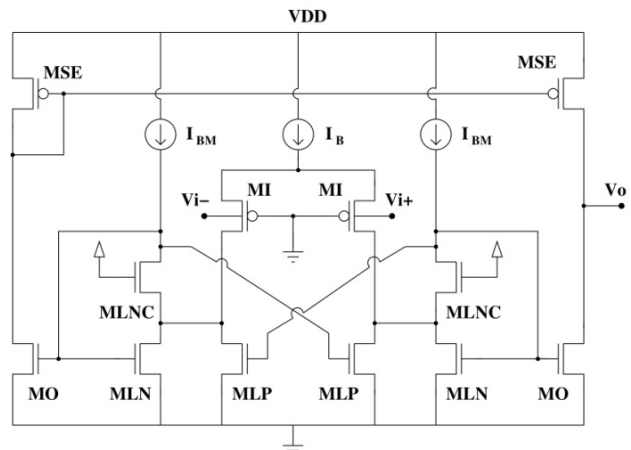 VDD
MSE
MSE
I BM
I B
I BM
MI
MI
Vi−
Vi+
Vo
MLNC
MLNC
MO
MLN
MLP
MLP
MLN
MO